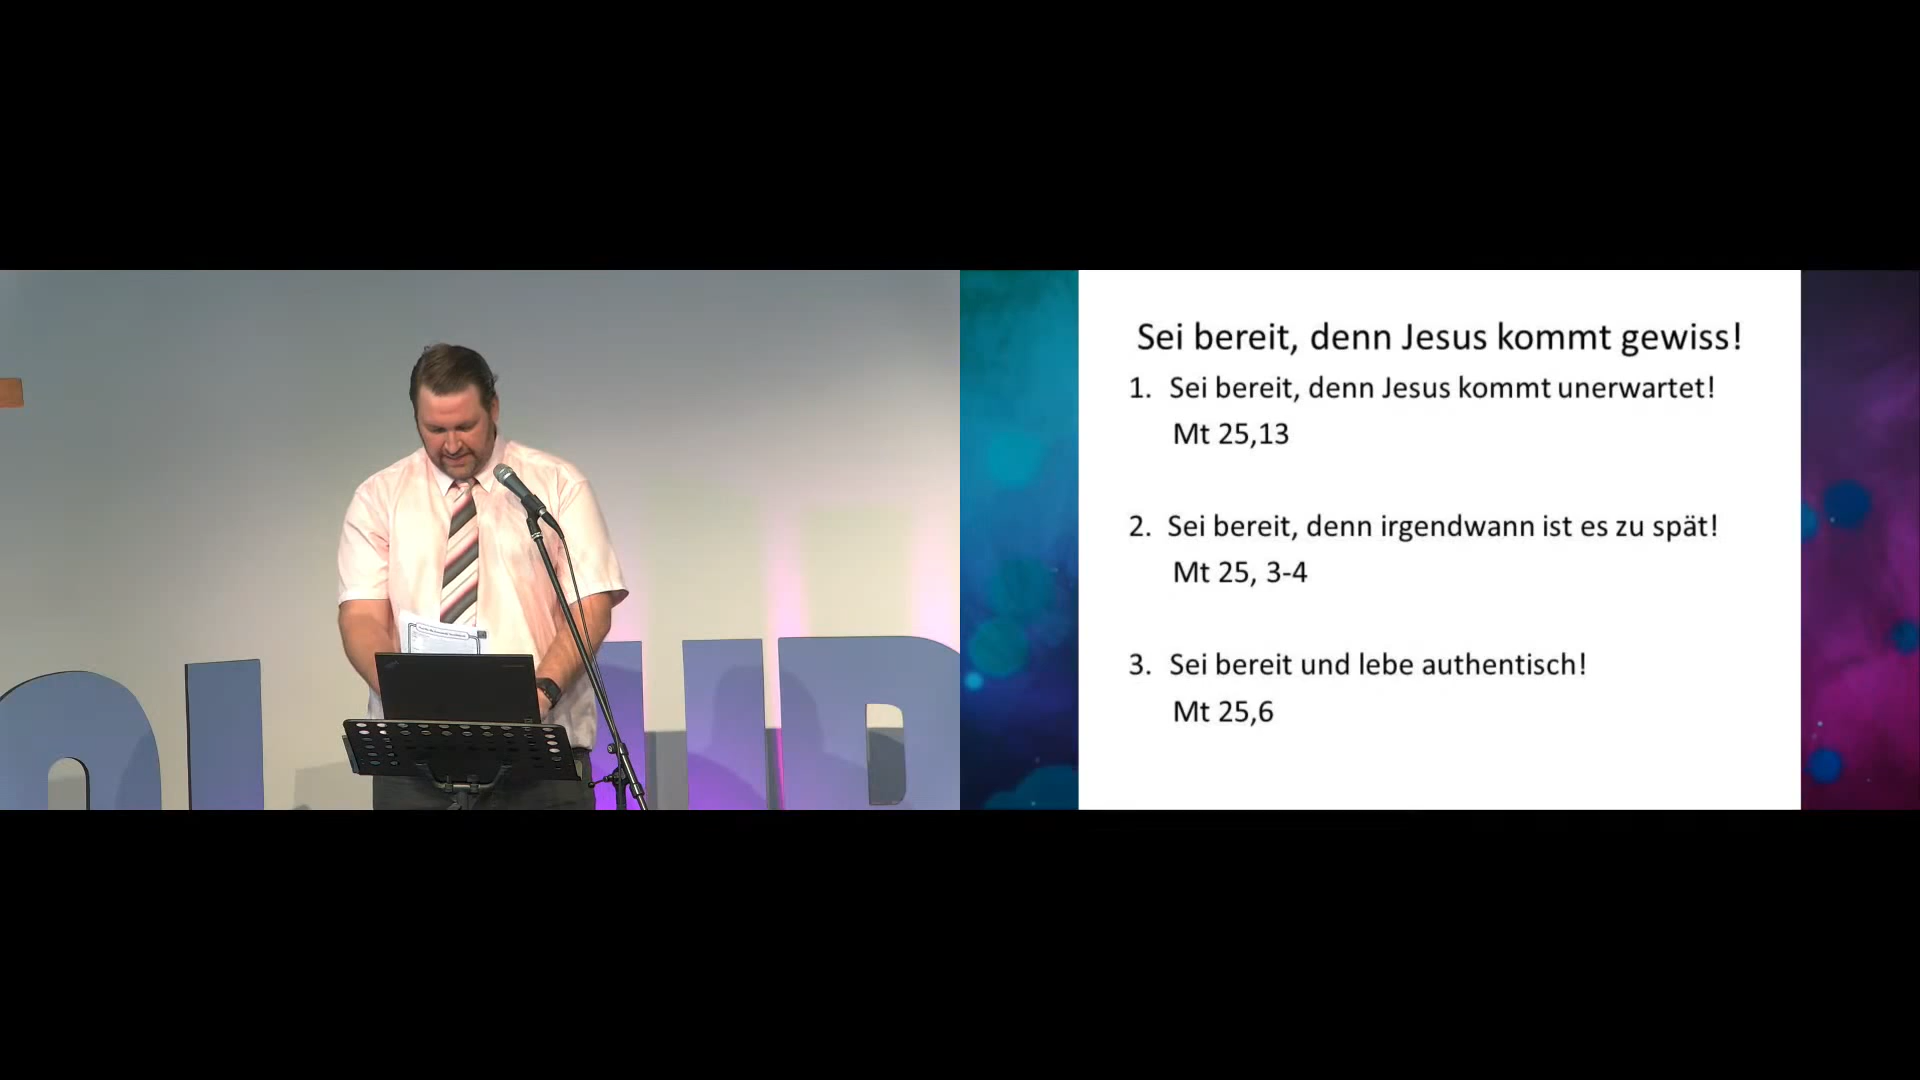 Sei bereit, denn Jesus kommt gewiss!
1. Sei bereit, denn Jesus kommt unerwartet!
Mt 25,13
2. Sei bereit, denn irgendwann ist es zu spät!
Mt 25, 3-4
3. Sei bereit und lebe authentisch!
Mt 25,6